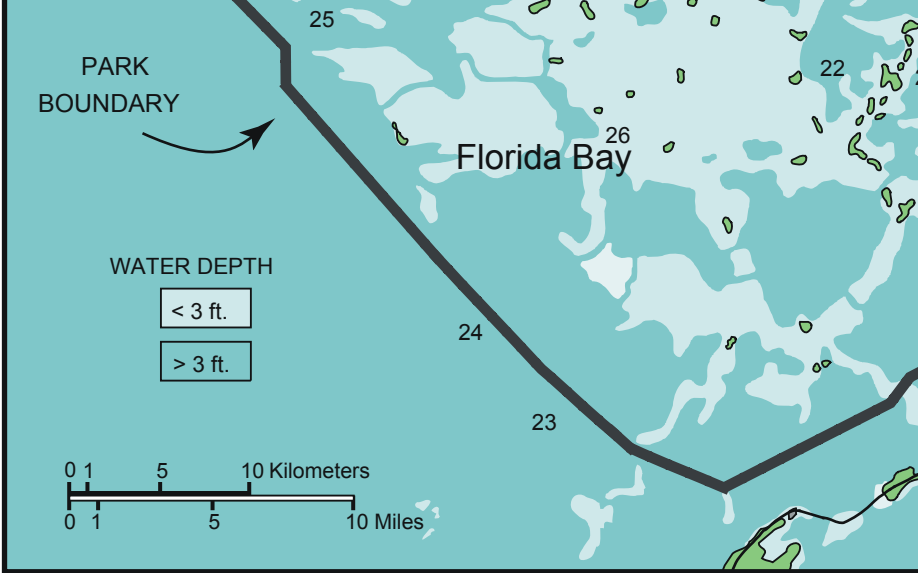 25
PARK
BOUNDARY
22
26
Florida Bay
WATER DEPTH
< 3 ft.
24
> 3 ft.
23
0 1 5 10 Kilometers
0 1 5 10 Miles